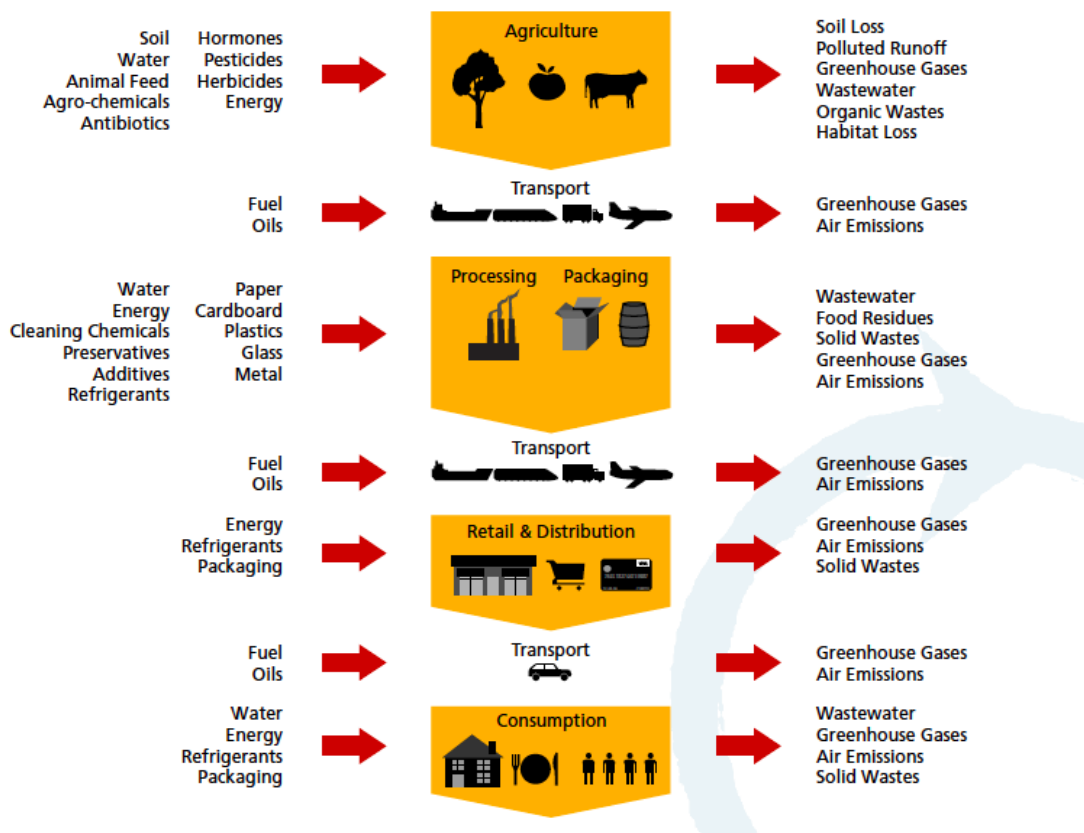 Agriculture
Soil Hormones
Water Pesticides
Animal Feed Herbicides
Agro-chemicals Energy
Antibiotics
Soil Loss
Polluted Runoff
Greenhouse Gases
Wastewater
Organic Wastes
Habitat Loss
Transport
Fuel
Oils
Greenhouse Gases
Air Emissions
Processing Packaging
Water Paper
Energy Cardboard
Cleaning Chemicals Plastics
Preservatives Glass
Additives Metal
Refrigerants
Wastewater
Food Residues
Solid Wastes
Greenhouse Gases
Air Emissions
Transport
Fuel
Oils
Greenhouse Gases
Air Emissions
Retail & Distribution
Energy
Refrigerants
Packaging
Greenhouse Gases
Air Emissions
Solid Wastes
Transport
Fuel
Oils
Greenhouse Gases
Air Emissions
Consumption
Water
Energy
Refrigerants
Packaging
Wastewater
Greenhouse Gases
Air Emissions
Solid Wastes